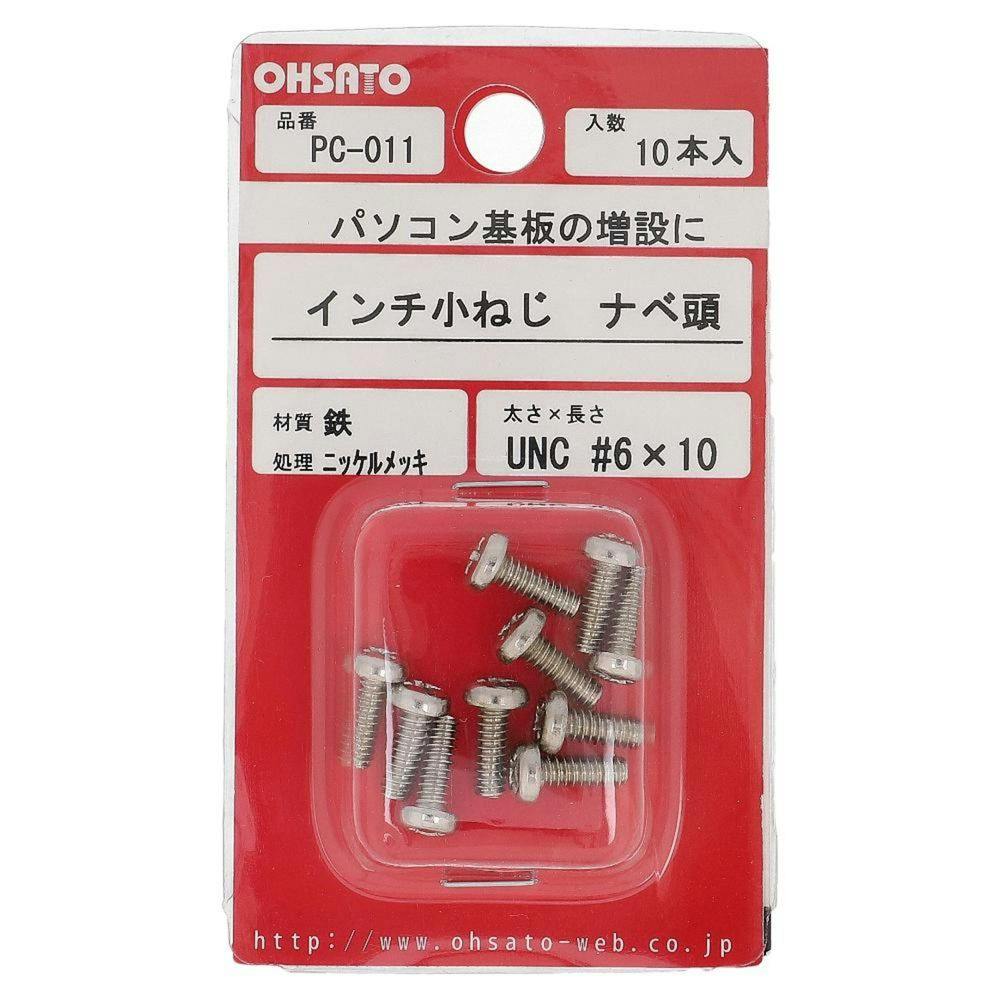 OHSATO
品番
PC-011
入数
10本入
パソコン基板の増設に
インチ小ねじ ナベ頭
材質 鉄
処理 ニッケルメッキ
太さ×長さ
UNC #6×10
http://www.ohsato-web.co.jp